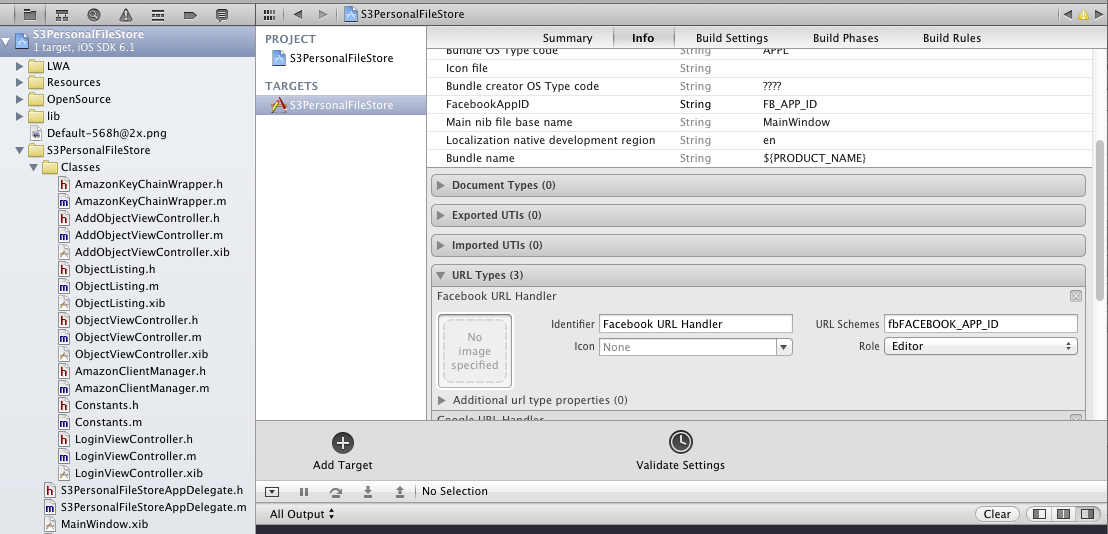 S3PersonalFileStore
S3PersonalFileStore
1 target, iOS SDK 6.1
LWA
Resources
OpenSource
lib
Default-568h@2x.png
S3PersonalFileStore
Classes
AmazonKeyChainWrapper.h
AmazonKeyChainWrapper.m
AddObjectViewController.h
AddObjectViewController.m
AddObjectViewController.xib
ObjectListing.h
ObjectListing.m
ObjectListing.xib
ObjectViewController.h
ObjectViewController.m
ObjectViewController.xib
AmazonClientManager.h
AmazonClientManager.m
Constants.h
Constants.m
LoginViewController.h
LoginViewController.m
LoginViewController.xib
S3PersonalFileStoreAppDelegate.h
S3PersonalFileStoreAppDelegate.m
MainWindow.xib
PROJECT
S3PersonalFileStore
TARGETS
S3PersonalFileStore
Summary Info Build Settings Build Phases Build Rules
Bundle OS Type code String APPL
Icon file String
Bundle creator OS Type code String ????
FacebookAppID String FB_APP_ID
Main nib file base name String MainWindow
Localization native development region String en
Bundle name String ${PRODUCT_NAME}
Document Types (0)
Exported UTIs (0)
Imported UTIs (0)
URL Types (3)
Facebook URL Handler
No
image
specified
Identifier Facebook URL Handler URL Schemes fbFACEBOOK_APP_ID
Icon None Role Editor
Additional url type properties (0)
Google URL Handler
Add Target Validate Settings
No Selection
All Output Clear